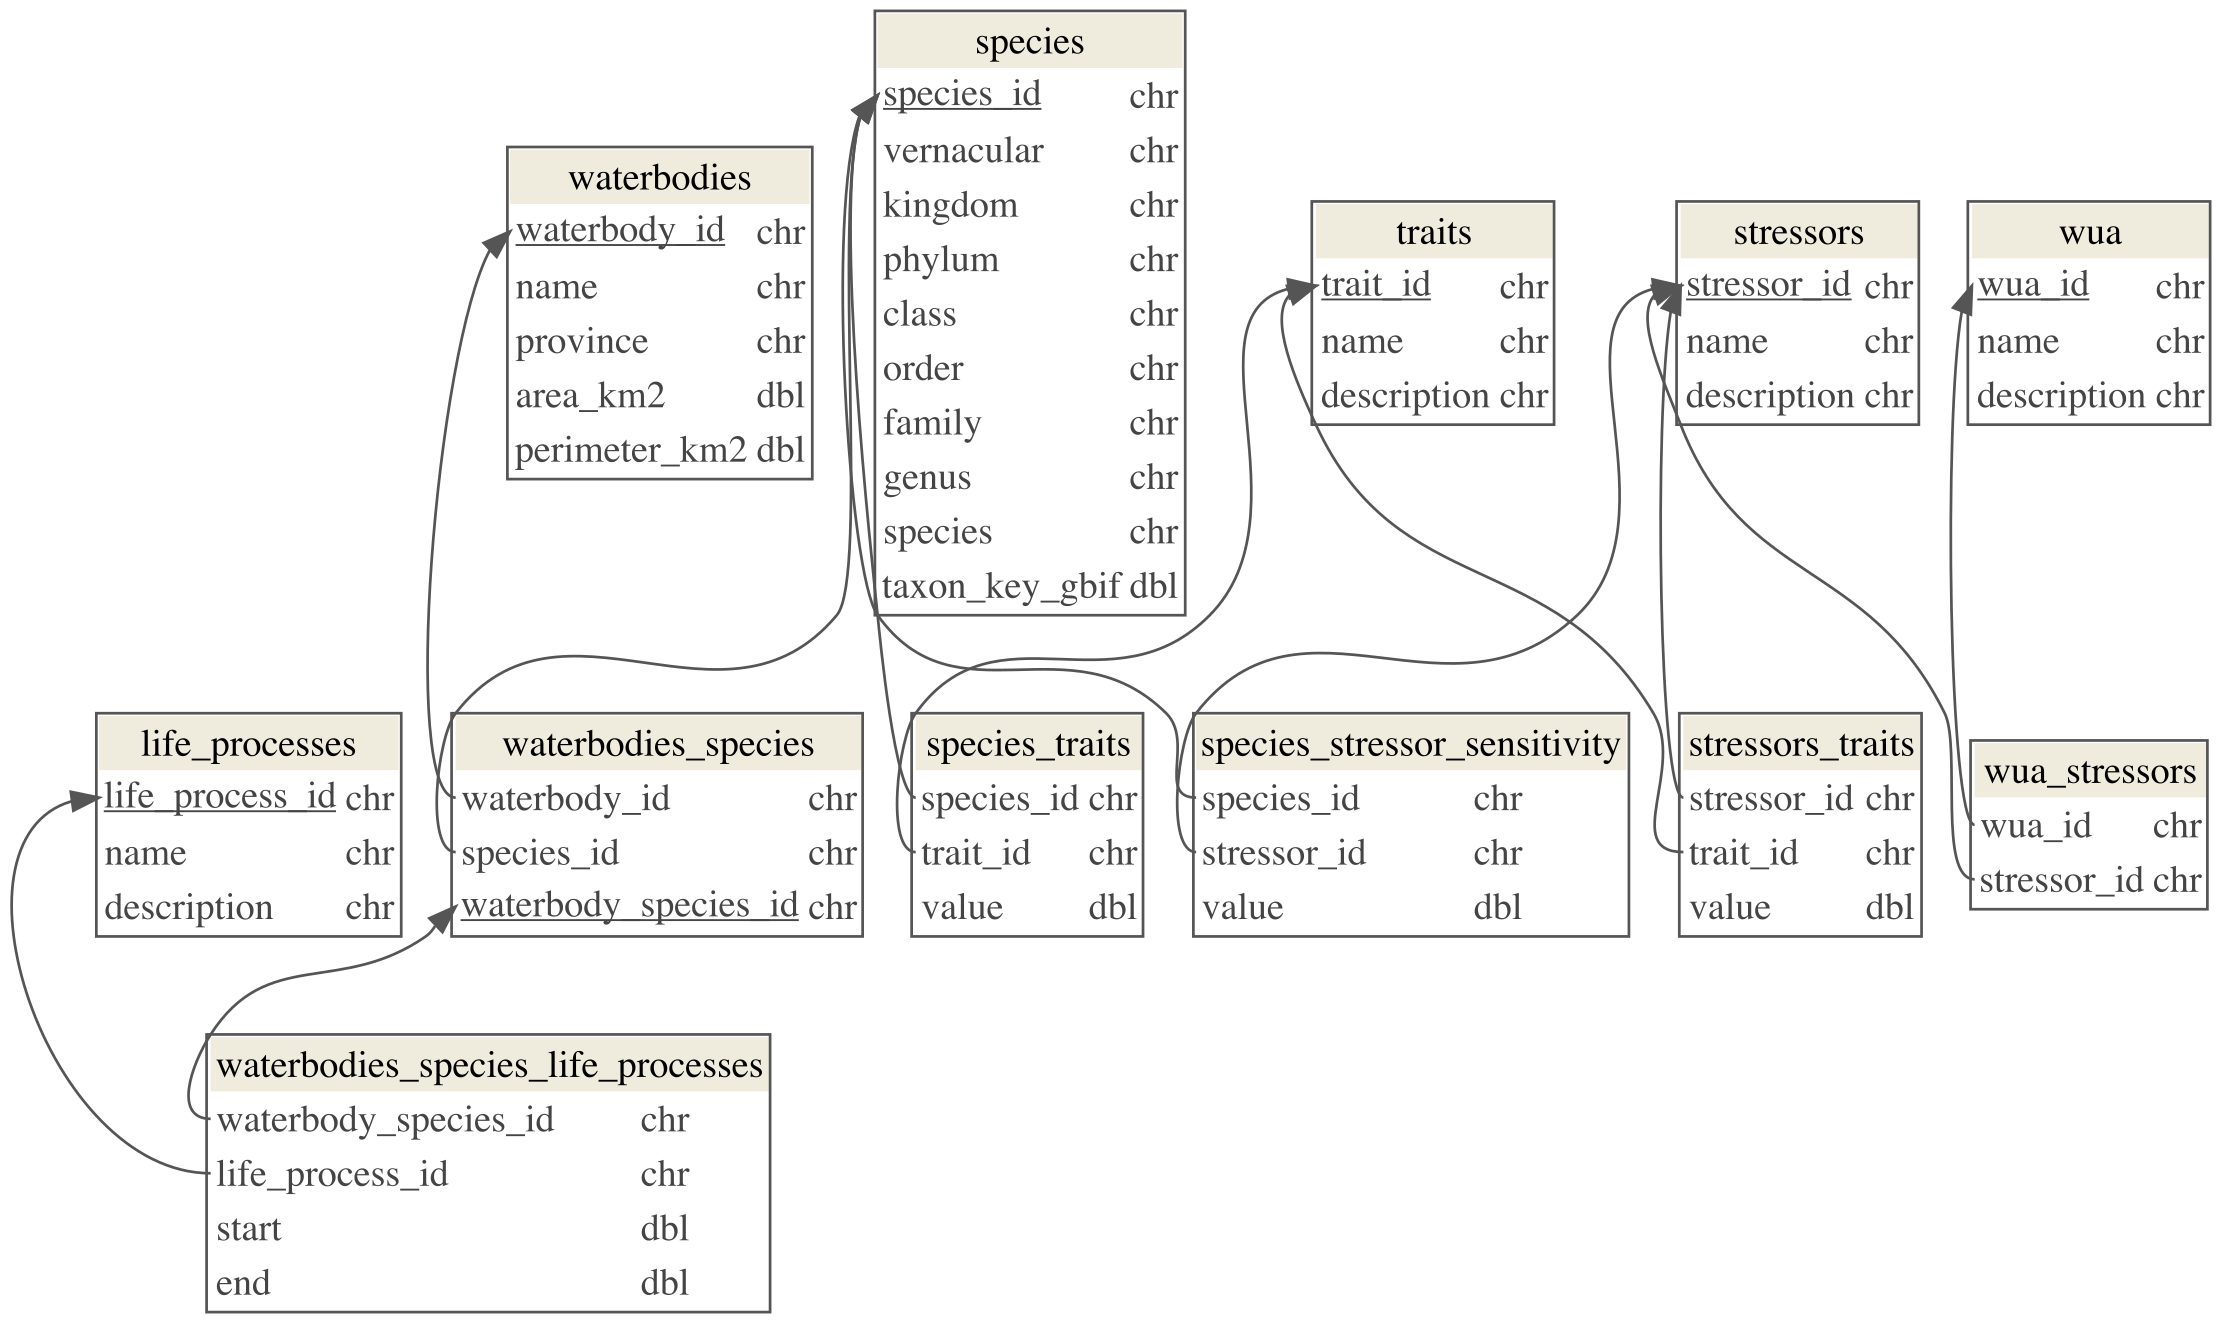 species
species_id chr
vernacular chr
kingdom chr
phylum chr
class chr
order chr
family chr
genus chr
species chr
taxon_key_gbif dbl
waterbodies
waterbody_id chr
name chr
province chr
area_km2 dbl
perimeter_km2 dbl
traits
trait_id chr
name chr
description chr
stressors
stressor_id chr
name chr
description chr
wua
wua_id chr
name chr
description chr
life_processes
life_process_id chr
name chr
description chr
waterbodies_species
waterbody_id chr
species_id chr
waterbody_species_id chr
species_traits
species_id chr
trait_id chr
value dbl
species_stressor_sensitivity
species_id chr
stressor_id chr
value dbl
stressors_traits
stressor_id chr
trait_id chr
value dbl
wua_stressors
wua_id chr
stressor_id chr
waterbodies_species_life_processes
waterbody_species_id chr
life_process_id chr
start dbl
end dbl